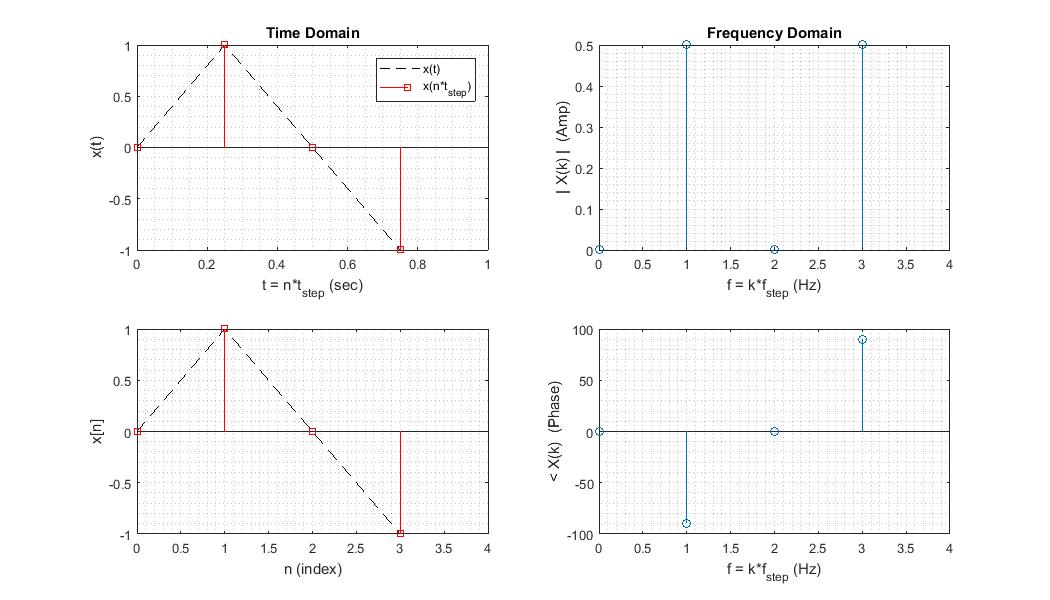 Time Domain
1
0.5
0
-0.5
-1
x(t)
x(t)
x(n*t_step)
0 0.2 0.4 0.6 0.8 1
t = n*t_step (sec)
Frequency Domain
0.5
0.4
0.3
0.2
0.1
0
| X(k) | (Amp)
0 0.5 1 1.5 2 2.5 3 3.5 4
f = k*f_step (Hz)
1
0.5
0
-0.5
-1
x[n]
0 0.5 1 1.5 2 2.5 3 3.5 4
n (index)
100
50
0
-50
-100
< X(k) (Phase)
0 0.5 1 1.5 2 2.5 3 3.5 4
f = k*f_step (Hz)